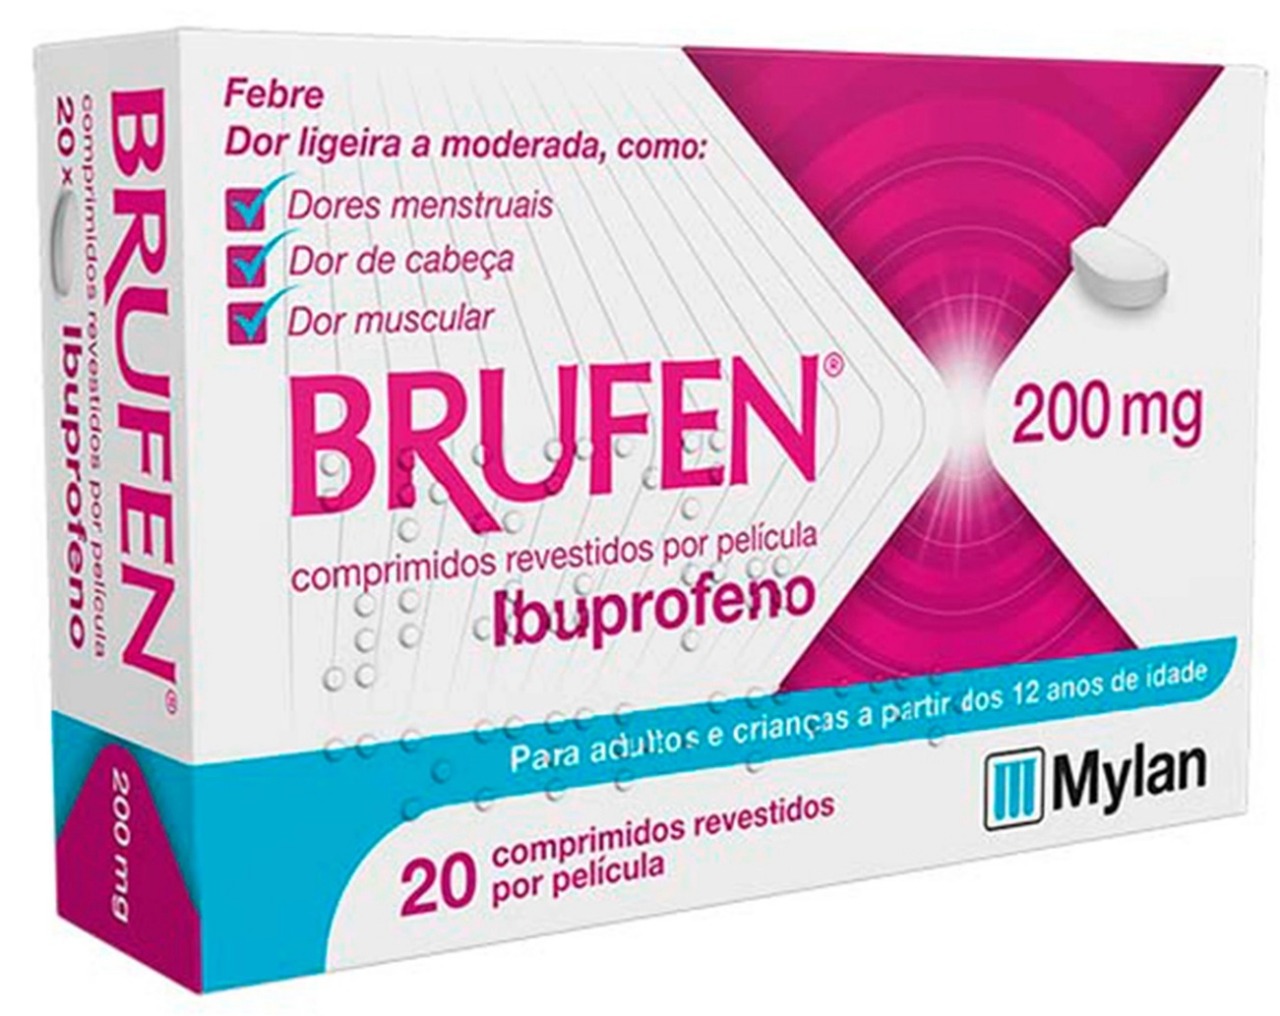 Febre
Dor ligeira a moderada, como:
Dores menstruais
Dor de cabeça
Dor muscular
BRUFEN®
comprimidos revestidos por película
Ibuprofeno
200 mg
Para adultos e crianças a partir dos 12 anos de idade
Mylan
20 comprimidos revestidos
por película
BRUFEN®
comprimidos revestidos por película
20 x Ibuprofeno
200 mg